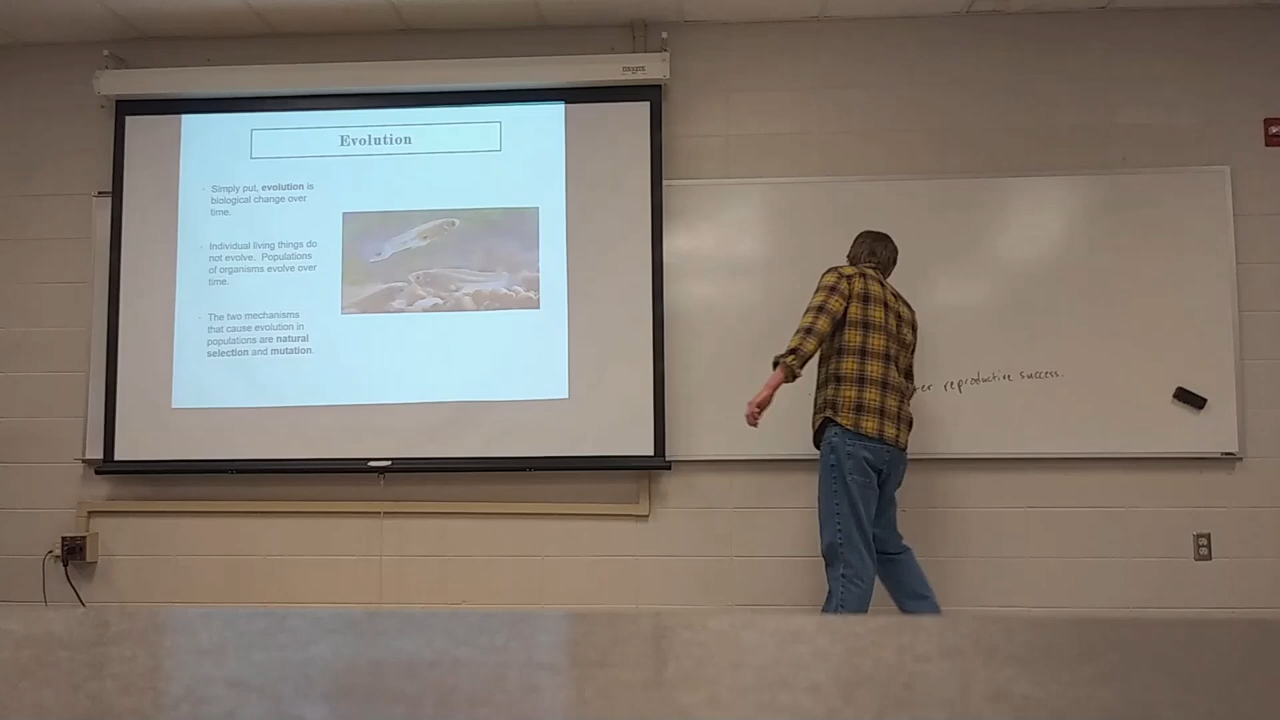 Evolution
Simply put, evolution is
biological change over
time.
Individual living things do
not evolve. Populations
of organisms evolve over
time.
The two mechanisms
that cause evolution in
populations are natural
selection and mutation.
reproductive success.